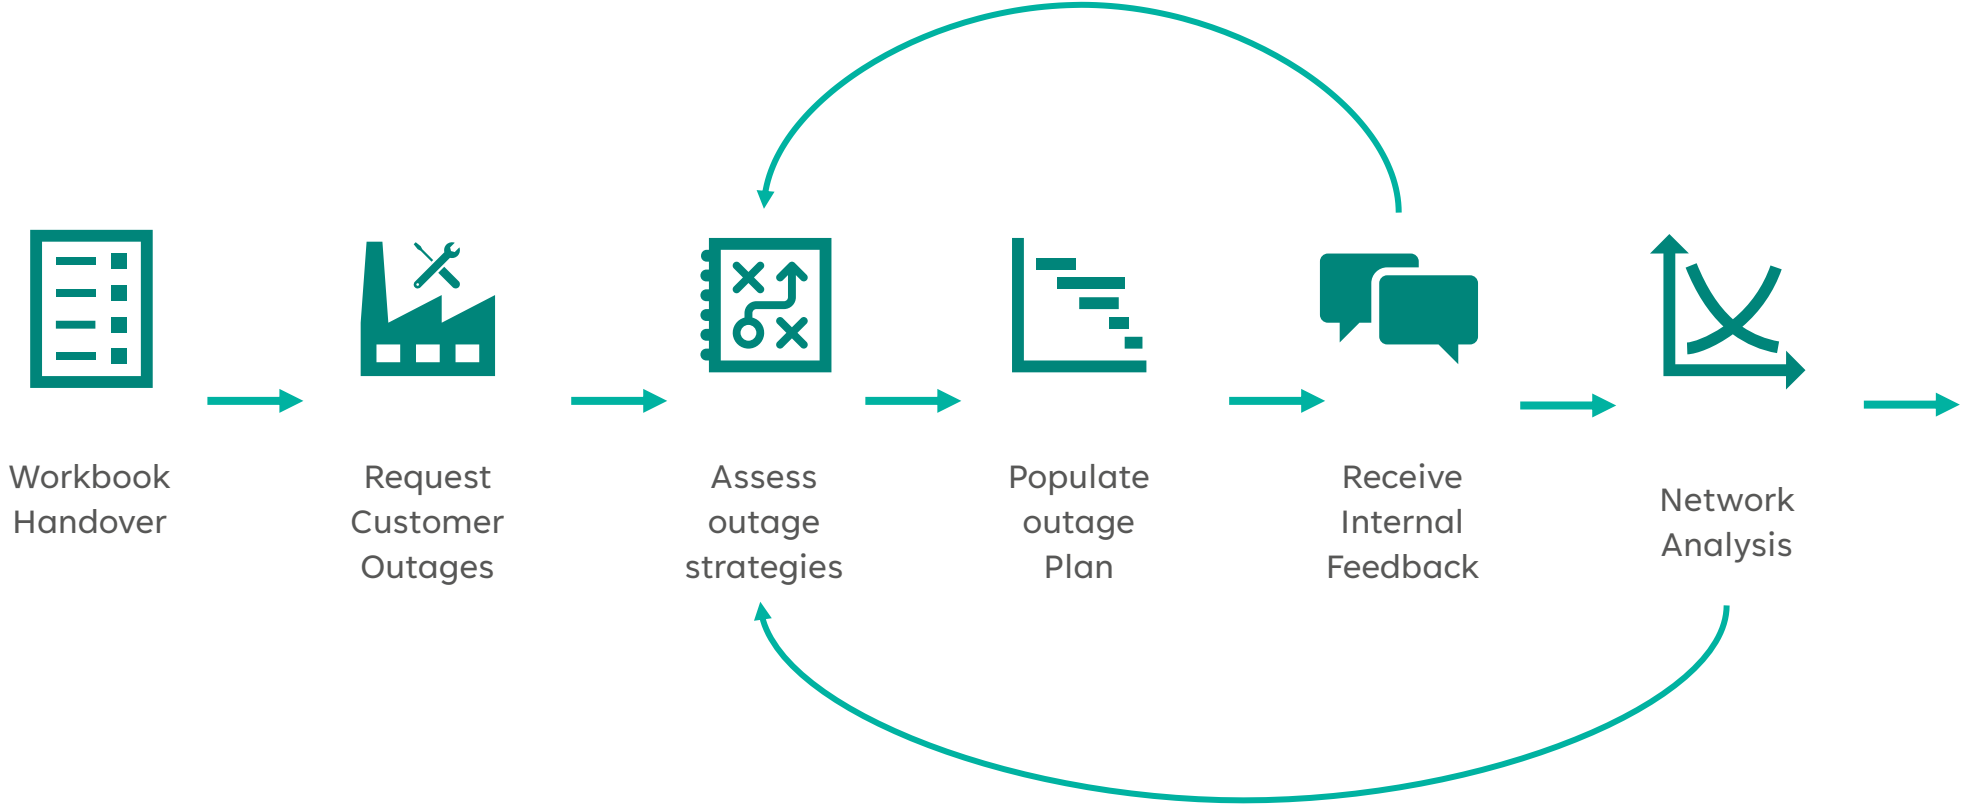 Workbook
Handover
Request
Customer
Outages
Assess
outage
strategies
Populate
outage
Plan
Receive
Internal
Feedback
Network
Analysis